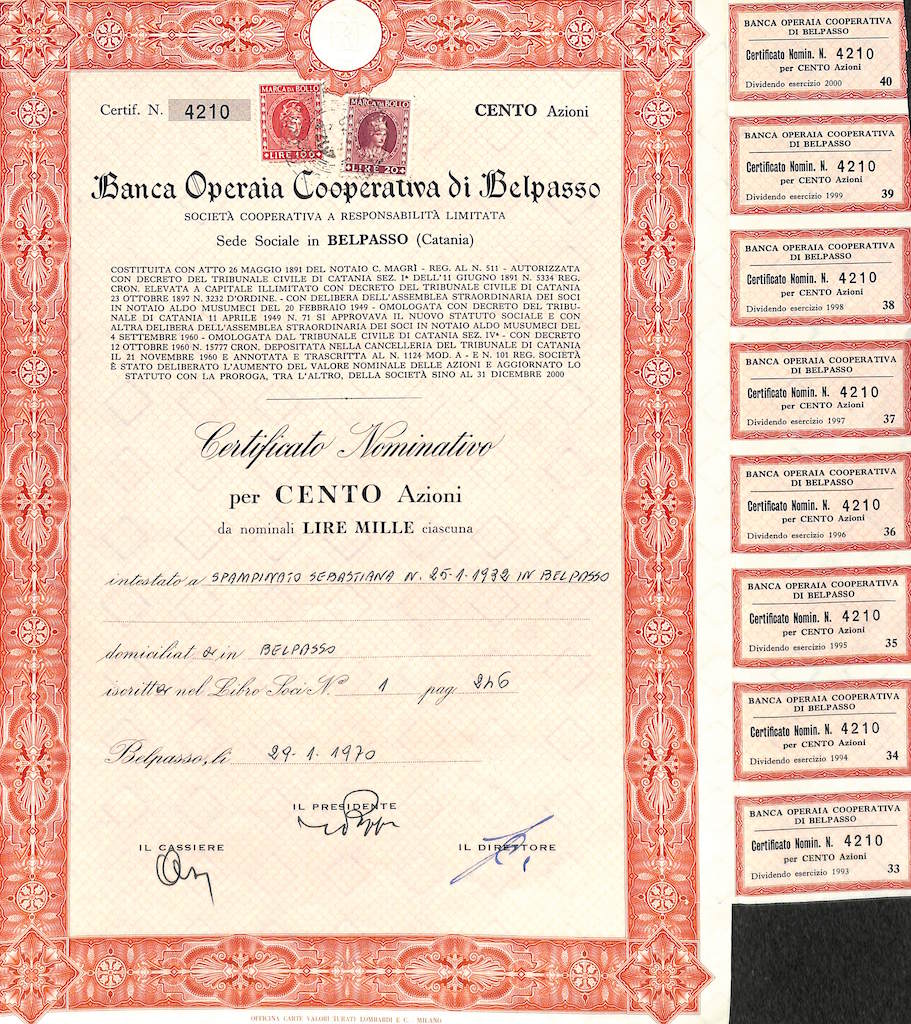 Certif. N. 4210
CENTO Azioni
MARCA DA BOLLO
LIRE 100
MARCA DA BOLLO
LIRE 20
Banca Operaia Cooperativa di Belpasso
SOCIETÀ COOPERATIVA A RESPONSABILITÀ LIMITATA
Sede Sociale in BELPASSO (Catania)
COSTITUITA CON ATTO 26 MAGGIO 1891 DEL NOTAIO C. MAGRÌ - REG. AL N. 511 - AUTORIZZATA
CON DECRETO DEL TRIBUNALE CIVILE DI CATANIA SEZ. 1ª DELL'11 GIUGNO 1891 N. 5334 REG.
CRON. ELEVATA A CAPITALE ILLIMITATO CON DECRETO DEL TRIBUNALE CIVILE DI CATANIA
23 OTTOBRE 1897 N. 3232 D'ORDINE. - CON DELIBERA DELL'ASSEMBLEA STRAORDINARIA DEI SOCI
IN NOTAIO ALDO MUSUMECI DEL 20 FEBBRAIO 1949 - OMOLOGATA CON DECRETO DEL TRIBU-
NALE DI CATANIA 11 APRILE 1949 N. 71 SI APPROVAVA IL NUOVO STATUTO SOCIALE E CON
ALTRA DELIBERA DELL'ASSEMBLEA STRAORDINARIA DEI SOCI IN NOTAIO ALDO MUSUMECI DEL
4 SETTEMBRE 1960 - OMOLOGATA DAL TRIBUNALE CIVILE DI CATANIA SEZ. IVª - CON DECRETO
12 OTTOBRE 1960 N. 15777 CRON. DEPOSITATA NELLA CANCELLERIA DEL TRIBUNALE DI CATANIA
IL 21 NOVEMBRE 1960 E ANNOTATA E TRASCRITTA AL N. 1124 MOD. A - E N. 101 REG. SOCIETÀ
È STATO DELIBERATO L'AUMENTO DEL VALORE NOMINALE DELLE AZIONI E AGGIORNATO LO
STATUTO CON LA PROROGA, TRA L'ALTRO, DELLA SOCIETÀ SINO AL 31 DICEMBRE 2000
Certificato Nominativo
per CENTO Azioni
da nominali LIRE MILLE ciascuna
intestato a SPAMPINATO SEBASTIANA N. 25-1-1932 IN BELPASSO
domiciliata in BELPASSO
iscritta nel Libro Soci N.º 1 pag. 246
Belpasso, li 29-1-1970
IL PRESIDENTE
IL CASSIERE
IL DIRETTORE
OFFICINA CARTE VALORI TURATI LOMBARDI E C. MILANO
BANCA OPERAIA COOPERATIVA
DI BELPASSO
Certificato Nomin. N. 4210
per CENTO Azioni
Dividendo esercizio 2000 40
BANCA OPERAIA COOPERATIVA
DI BELPASSO
Certificato Nomin. N. 4210
per CENTO Azioni
Dividendo esercizio 1999 39
BANCA OPERAIA COOPERATIVA
DI BELPASSO
Certificato Nomin. N. 4210
per CENTO Azioni
Dividendo esercizio 1998 38
BANCA OPERAIA COOPERATIVA
DI BELPASSO
Certificato Nomin. N. 4210
per CENTO Azioni
Dividendo esercizio 1997 37
BANCA OPERAIA COOPERATIVA
DI BELPASSO
Certificato Nomin. N. 4210
per CENTO Azioni
Dividendo esercizio 1996 36
BANCA OPERAIA COOPERATIVA
DI BELPASSO
Certificato Nomin. N. 4210
per CENTO Azioni
Dividendo esercizio 1995 35
BANCA OPERAIA COOPERATIVA
DI BELPASSO
Certificato Nomin. N. 4210
per CENTO Azioni
Dividendo esercizio 1994 34
BANCA OPERAIA COOPERATIVA
DI BELPASSO
Certificato Nomin. N. 4210
per CENTO Azioni
Dividendo esercizio 1993 33